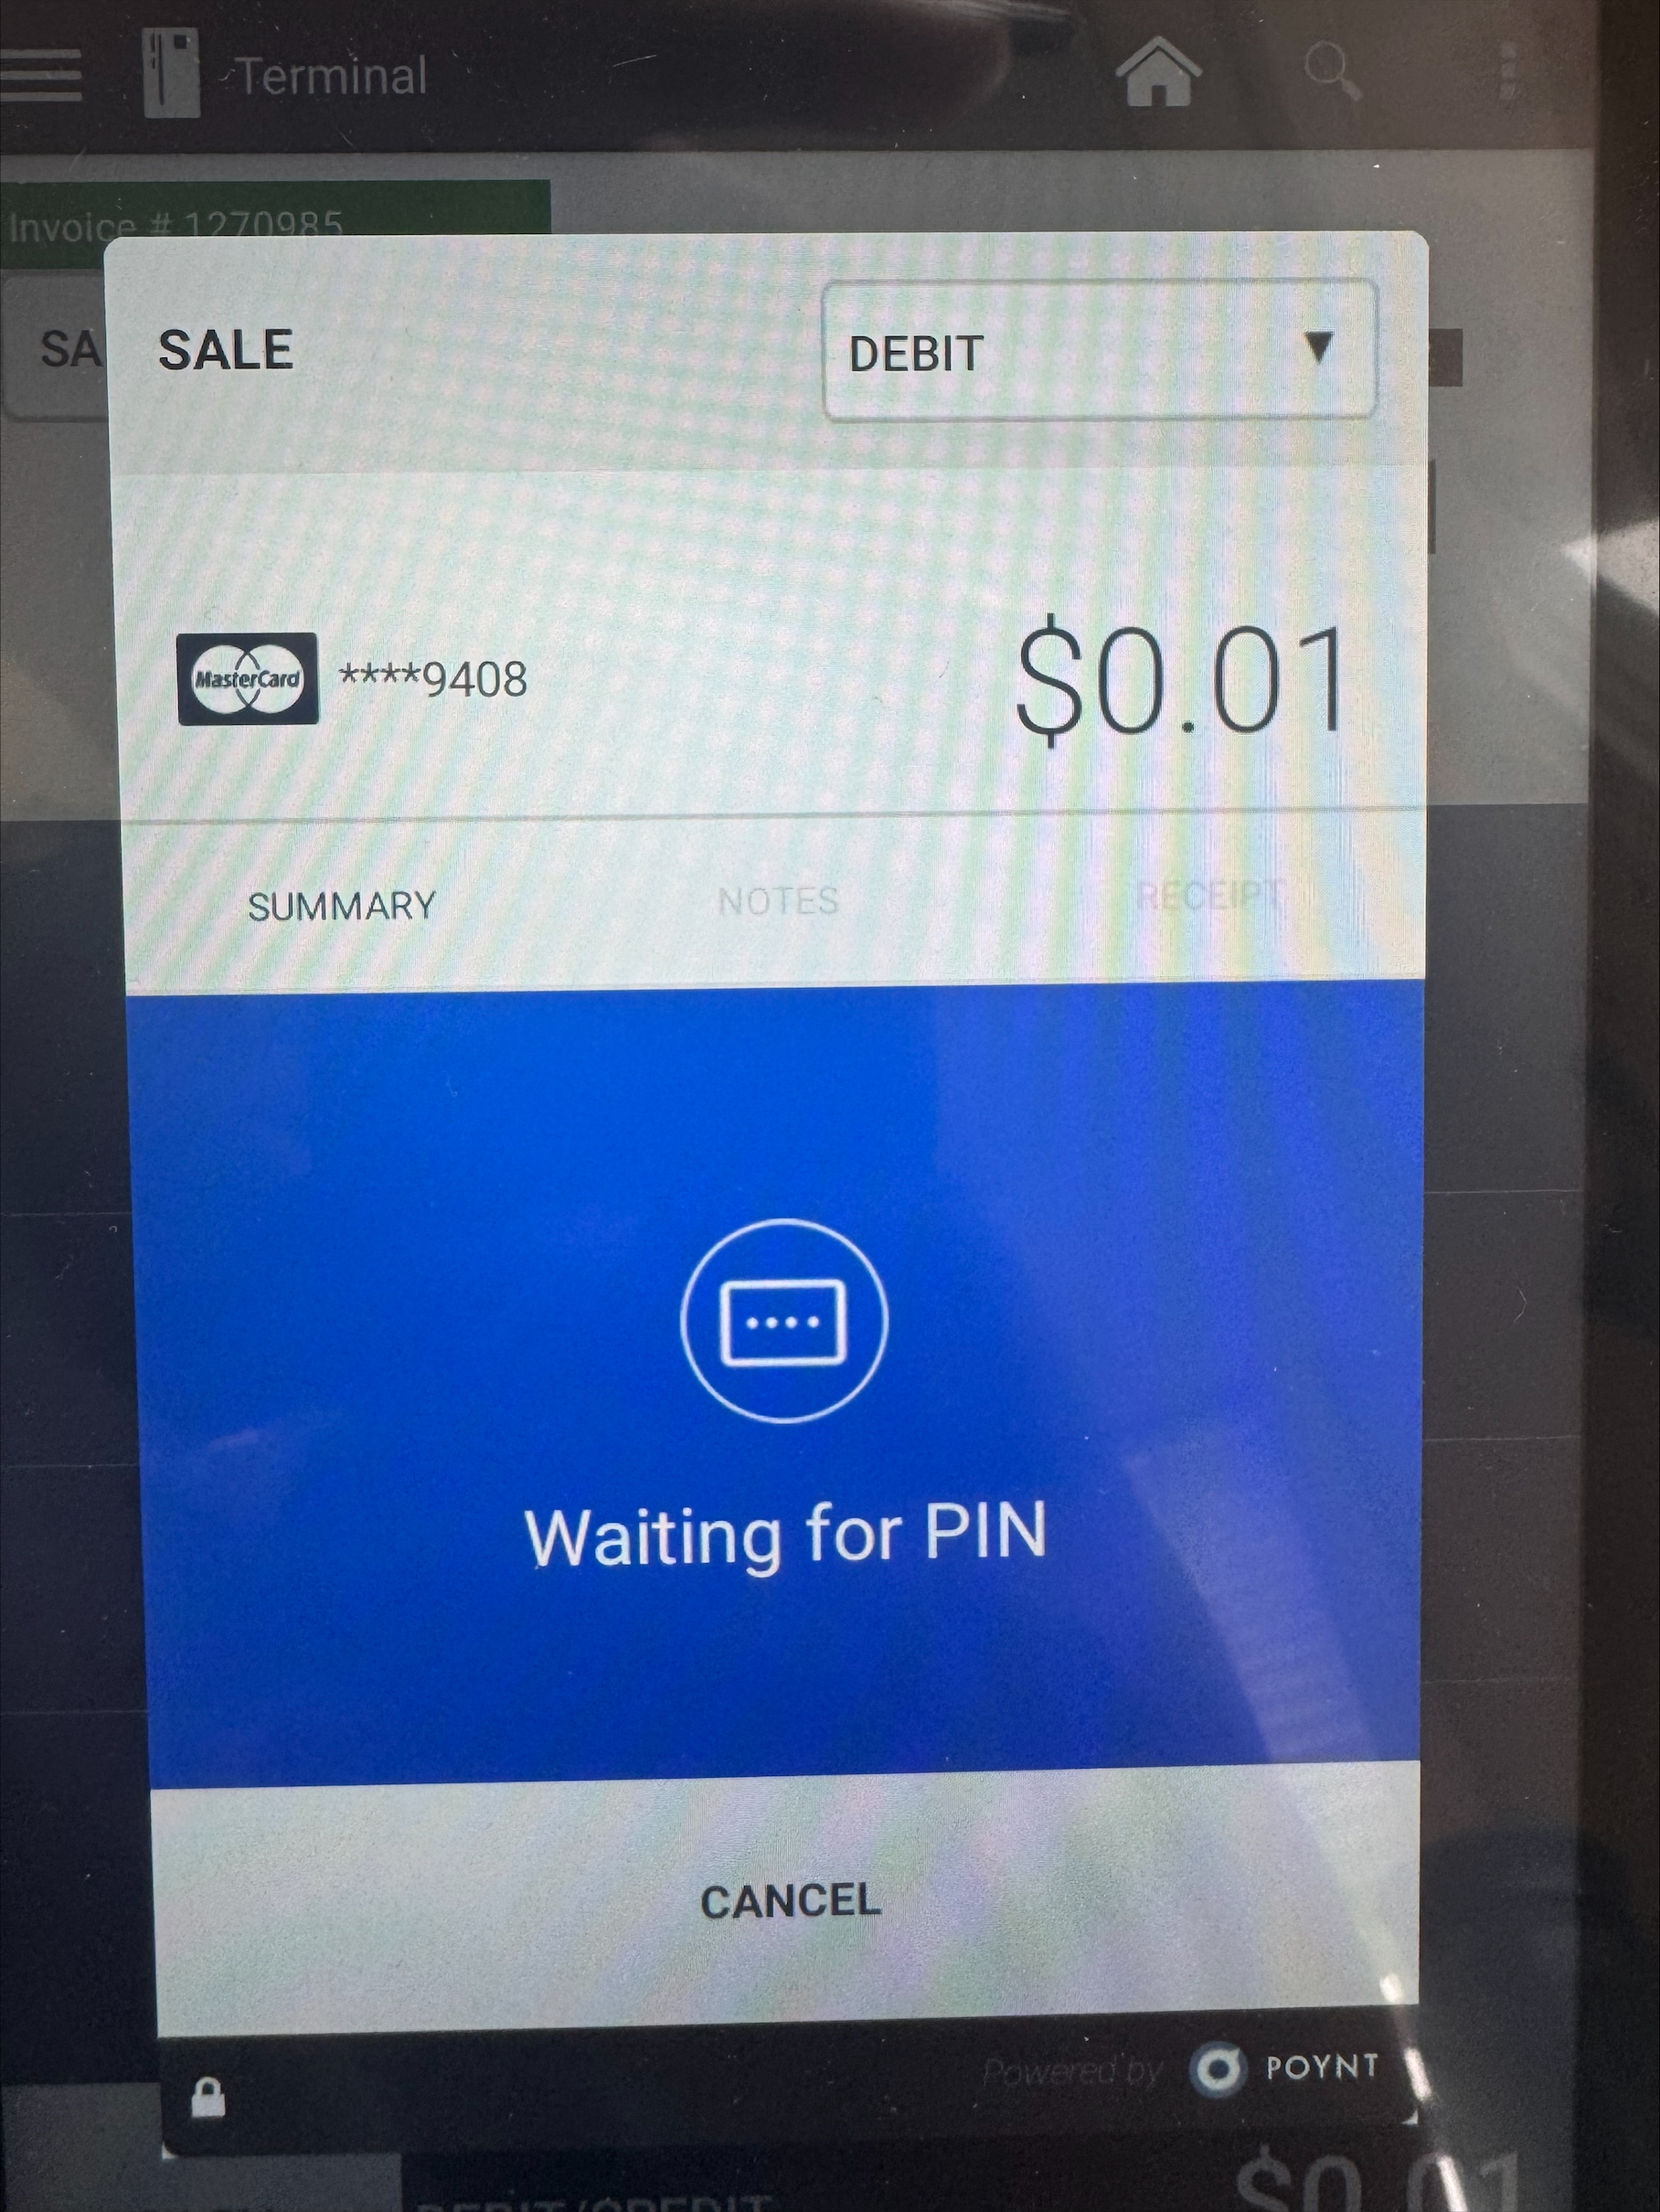 Terminal
Invoice # 1270985
SA
SALE
DEBIT
MasterCard
****9408
$0.01
SUMMARY
NOTES
RECEIPT
Waiting for PIN
CANCEL
Powered by
POYNT
$0.01
DEBIT/CREDIT